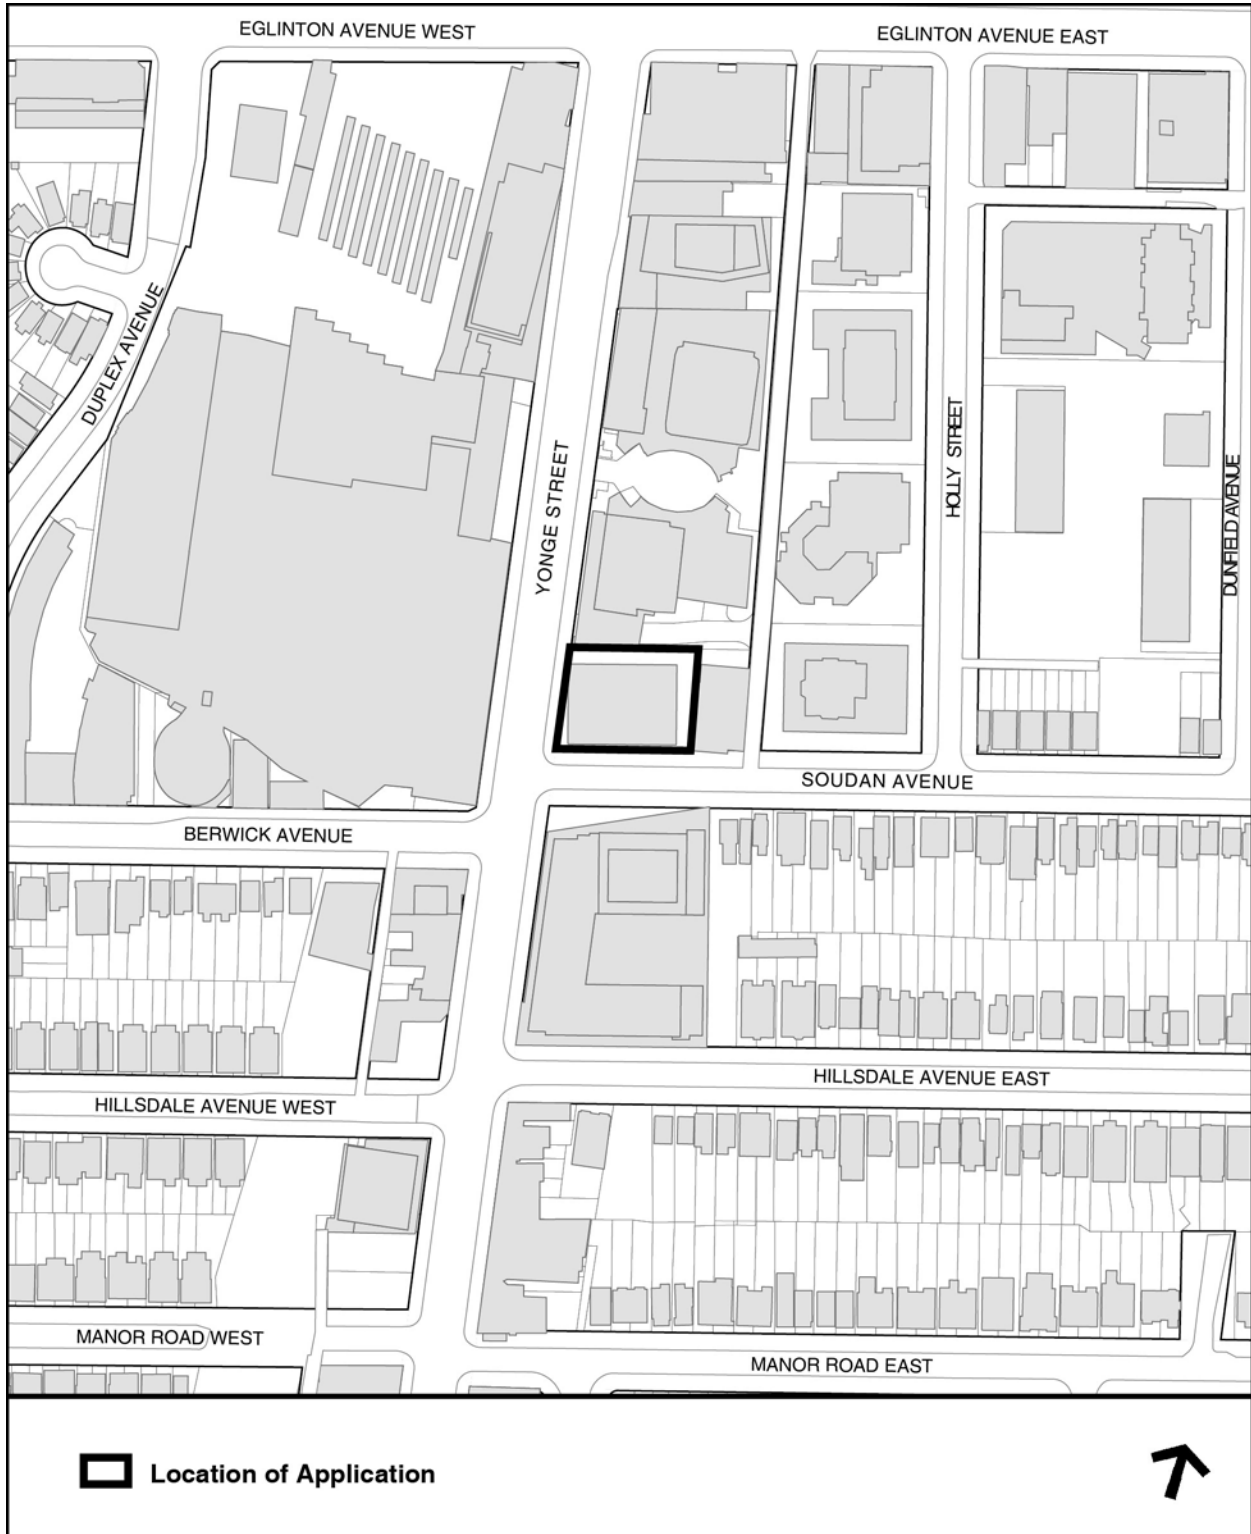 EGLINTON AVENUE WEST
EGLINTON AVENUE EAST
DUPLEX AVENUE
YONGE STREET
HOLLY STREET
DUNFIELD AVENUE
SOUDAN AVENUE
BERWICK AVENUE
HILLSDALE AVENUE EAST
HILLSDALE AVENUE WEST
MANOR ROAD WEST
MANOR ROAD EAST
Location of Application